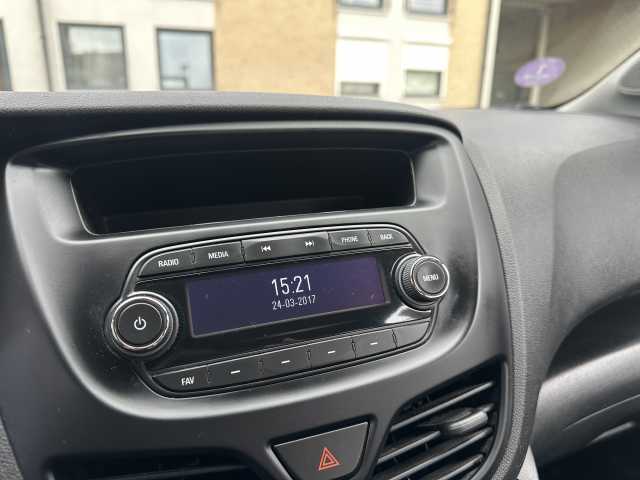 RADIO
MEDIA
PHONE
BACK
15:21
24-03-2017
MENU
FAV